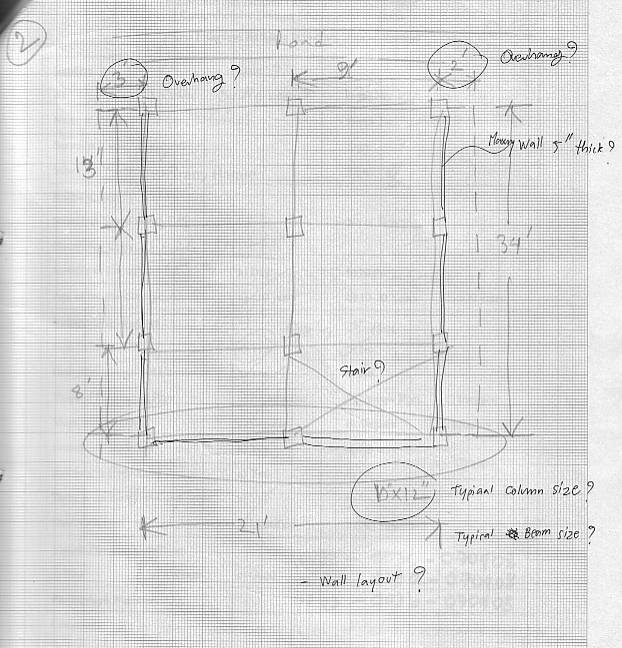 2
Road
3' Overhang ?
9'
2' Overhang ?
Masonry Wall 5" thick ?
13'
34'
Stair ?
8'
10"x12" Typical Column size ?
21'
Typical Beam size ?
- Wall layout ?